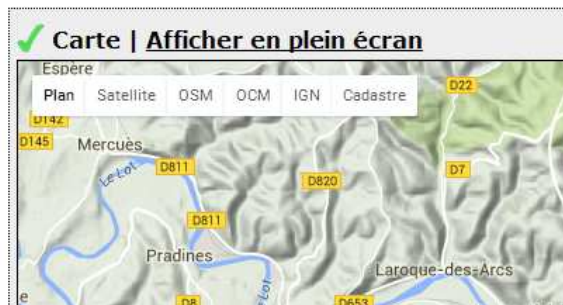 Carte | Afficher en plein écran
Espère
Plan Satellite OSM OCM IGN Cadastre
D22
D142
D145
Mercuès
Le Lot
D811
D820
D7
D811
Pradines
Laroque-des-Arcs
e
Lot
D8
D653